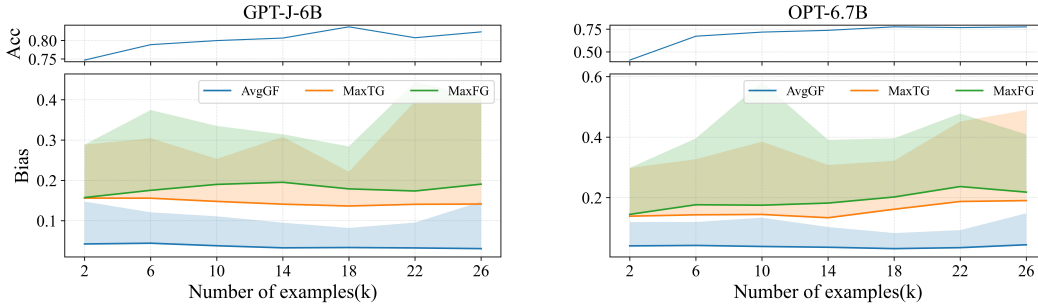 GPT-J-6B
Acc
0.80
0.75
AvgGF MaxTG MaxFG
Bias
0.4
0.3
0.2
0.1
2 6 10 14 18 22 26
Number of examples(k)
OPT-6.7B
0.75
0.50
AvgGF MaxTG MaxFG
0.6
0.4
0.2
2 6 10 14 18 22 26
Number of examples(k)